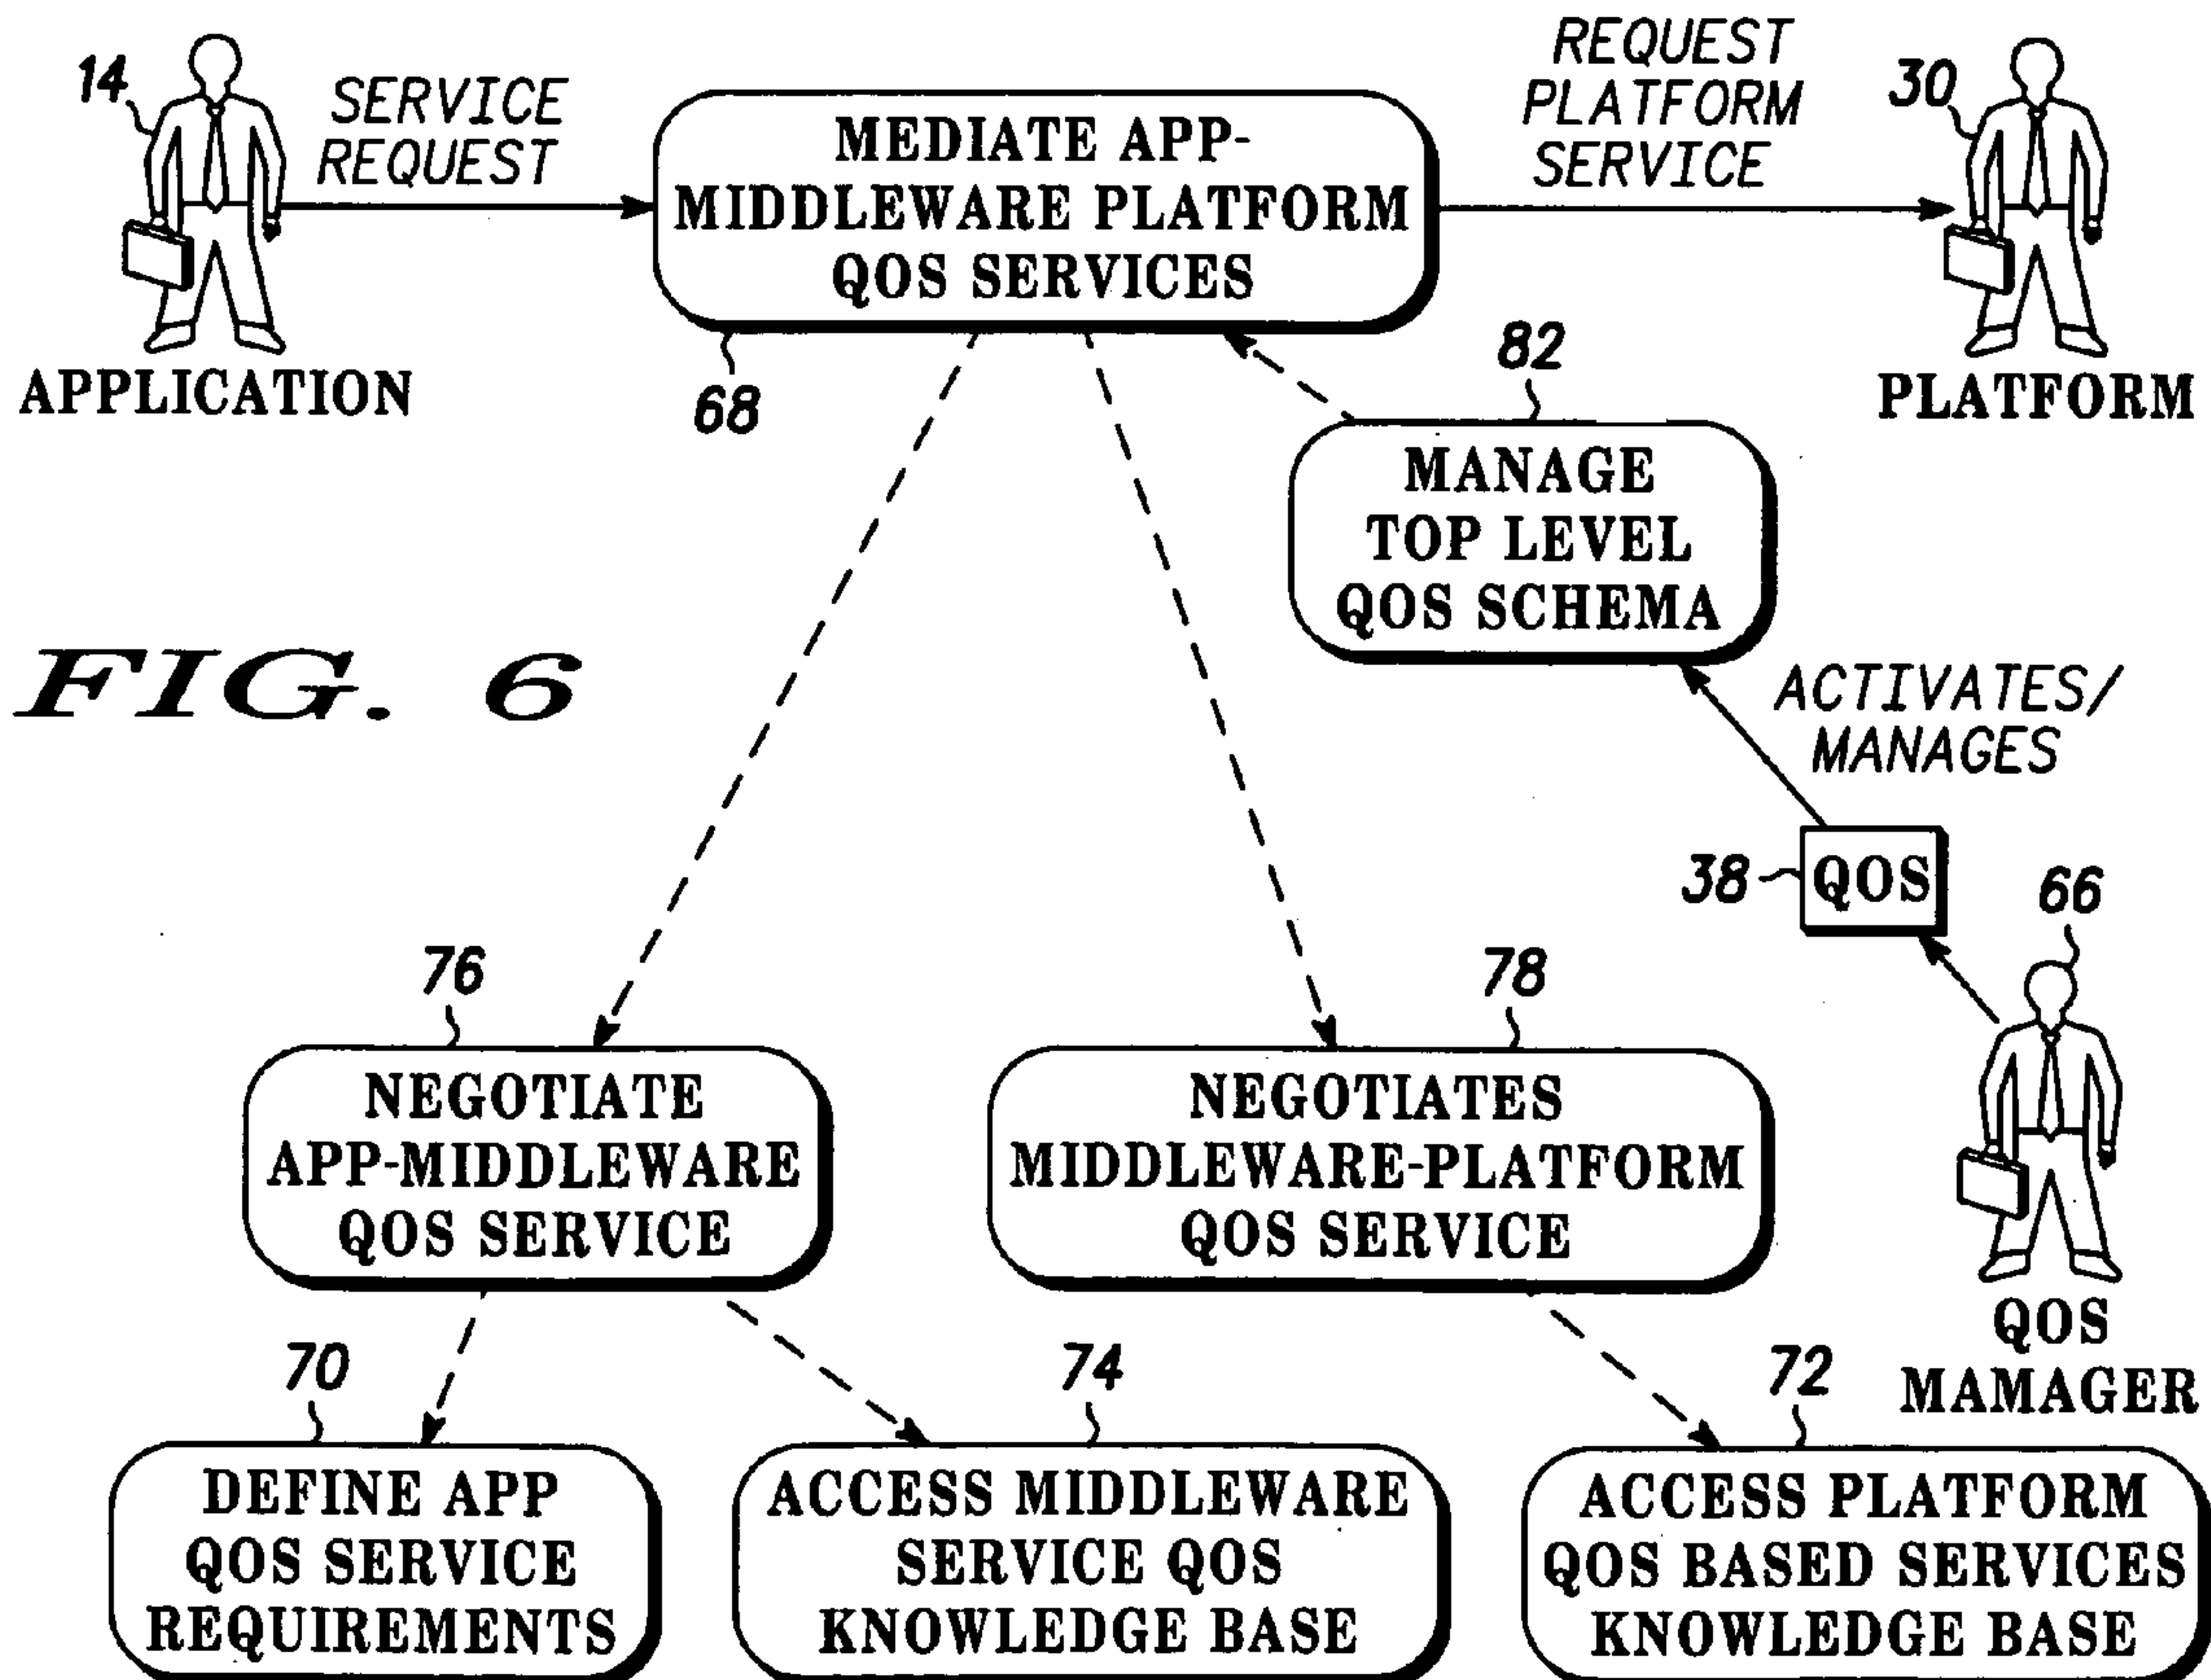 14
SERVICE
REQUEST
APPLICATION
MEDIATE APP-
MIDDLEWARE PLATFORM
QOS SERVICES
68
REQUEST
PLATFORM
SERVICE
30
PLATFORM
82
MANAGE
TOP LEVEL
QOS SCHEMA
FIG. 6
ACTIVATES/
MANAGES
38
QOS
66
QOS
MAMAGER
76
NEGOTIATE
APP-MIDDLEWARE
QOS SERVICE
78
NEGOTIATES
MIDDLEWARE-PLATFORM
QOS SERVICE
70
DEFINE APP
QOS SERVICE
REQUIREMENTS
74
ACCESS MIDDLEWARE
SERVICE QOS
KNOWLEDGE BASE
72
ACCESS PLATFORM
QOS BASED SERVICES
KNOWLEDGE BASE